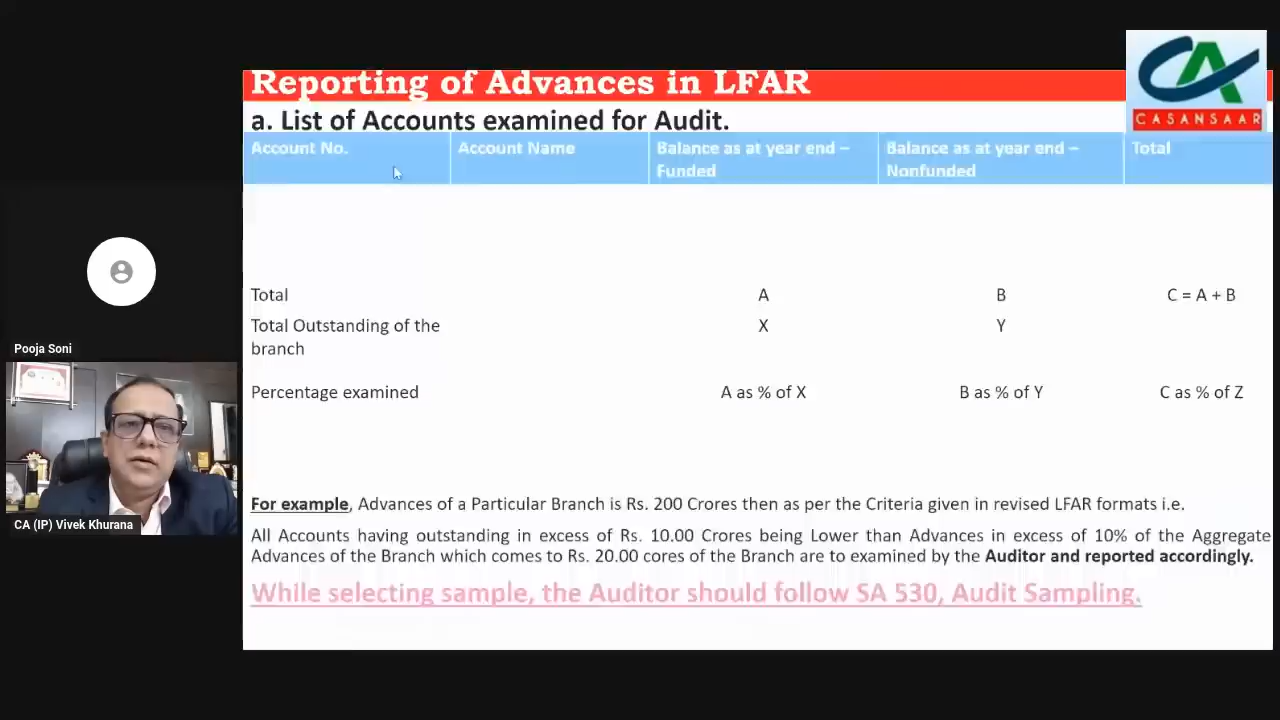 Reporting of Advances in LFAR
a. List of Accounts examined for Audit.
CA
CASANSAAR
Account No.
Account Name
Balance as at year end –
Funded
Balance as at year end –
Nonfunded
Total
Total
A
B
C = A + B
Total Outstanding of the
branch
X
Y
Percentage examined
A as % of X
B as % of Y
C as % of Z
For example, Advances of a Particular Branch is Rs. 200 Crores then as per the Criteria given in revised LFAR formats i.e.
All Accounts having outstanding in excess of Rs. 10.00 Crores being Lower than Advances in excess of 10% of the Aggregate
Advances of the Branch which comes to Rs. 20.00 cores of the Branch are to examined by the Auditor and reported accordingly.
While selecting sample, the Auditor should follow SA 530, Audit Sampling.
Pooja Soni
CA (IP) Vivek Khurana